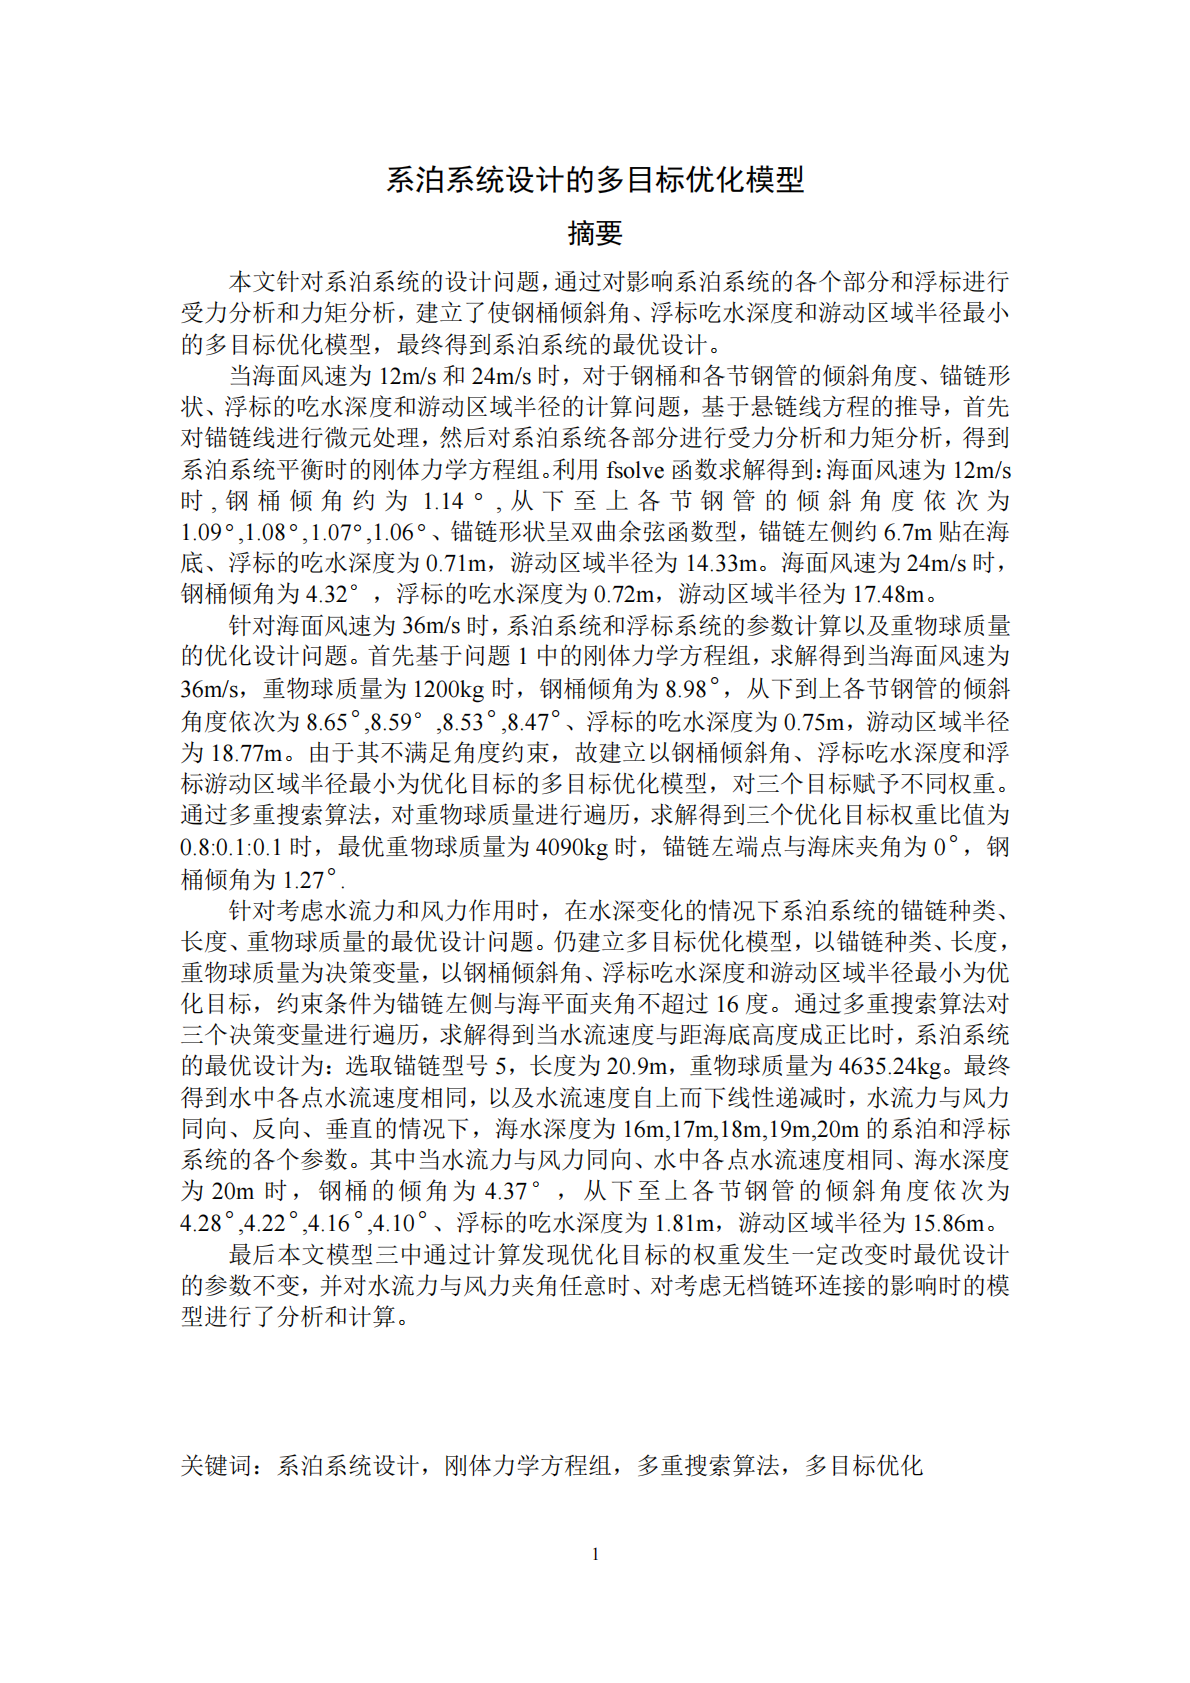 系泊系统设计的多目标优化模型
摘要
本文针对系泊系统的设计问题，通过对影响系泊系统的各个部分和浮标进行
受力分析和力矩分析，建立了使钢桶倾斜角、浮标吃水深度和游动区域半径最小
的多目标优化模型，最终得到系泊系统的最优设计。
当海面风速为 12m/s 和 24m/s 时，对于钢桶和各节钢管的倾斜角度、锚链形
状、浮标的吃水深度和游动区域半径的计算问题，基于悬链线方程的推导，首先
对锚链线进行微元处理，然后对系泊系统各部分进行受力分析和力矩分析，得到
系泊系统平衡时的刚体力学方程组。利用 fsolve 函数求解得到：海面风速为 12m/s
时，钢桶倾角约为 1.14°，从下至上各节钢管的倾斜角度依次为
1.09°,1.08°,1.07°,1.06°、锚链形状呈双曲余弦函数型，锚链左侧约 6.7m 贴在海
底、浮标的吃水深度为 0.71m，游动区域半径为 14.33m。海面风速为 24m/s 时，
钢桶倾角为 4.32°，浮标的吃水深度为 0.72m，游动区域半径为 17.48m。
针对海面风速为 36m/s 时，系泊系统和浮标系统的参数计算以及重物球质量
的优化设计问题。首先基于问题 1 中的刚体力学方程组，求解得到当海面风速为
36m/s，重物球质量为 1200kg 时，钢桶倾角为 8.98°，从下到上各节钢管的倾斜
角度依次为 8.65°,8.59°,8.53°,8.47°、浮标的吃水深度为 0.75m，游动区域半径
为 18.77m。由于其不满足角度约束，故建立以钢桶倾斜角、浮标吃水深度和浮
标游动区域半径最小为优化目标的多目标优化模型，对三个目标赋予不同权重。
通过多重搜索算法，对重物球质量进行遍历，求解得到三个优化目标权重比值为
0.8:0.1:0.1 时，最优重物球质量为 4090kg 时，锚链左端点与海床夹角为 0°，钢
桶倾角为 1.27°.
针对考虑水流力和风力作用时，在水深变化的情况下系泊系统的锚链种类、
长度、重物球质量的最优设计问题。仍建立多目标优化模型，以锚链种类、长度，
重物球质量为决策变量，以钢桶倾斜角、浮标吃水深度和游动区域半径最小为优
化目标，约束条件为锚链左侧与海平面夹角不超过 16 度。通过多重搜索算法对
三个决策变量进行遍历，求解得到当水流速度与距海底高度成正比时，系泊系统
的最优设计为：选取锚链型号 5，长度为 20.9m，重物球质量为 4635.24kg。最终
得到水中各点水流速度相同，以及水流速度自上而下线性递减时，水流力与风力
同向、反向、垂直的情况下，海水深度为 16m,17m,18m,19m,20m 的系泊和浮标
系统的各个参数。其中当水流力与风力同向、水中各点水流速度相同、海水深度
为 20m 时，钢桶的倾角为 4.37°，从下至上各节钢管的倾斜角度依次为
4.28°,4.22°,4.16°,4.10°、浮标的吃水深度为 1.81m，游动区域半径为 15.86m。
最后本文模型三中通过计算发现优化目标的权重发生一定改变时最优设计
的参数不变，并对水流力与风力夹角任意时、对考虑无档链环连接的影响时的模
型进行了分析和计算。
关键词：系泊系统设计，刚体力学方程组，多重搜索算法，多目标优化
1